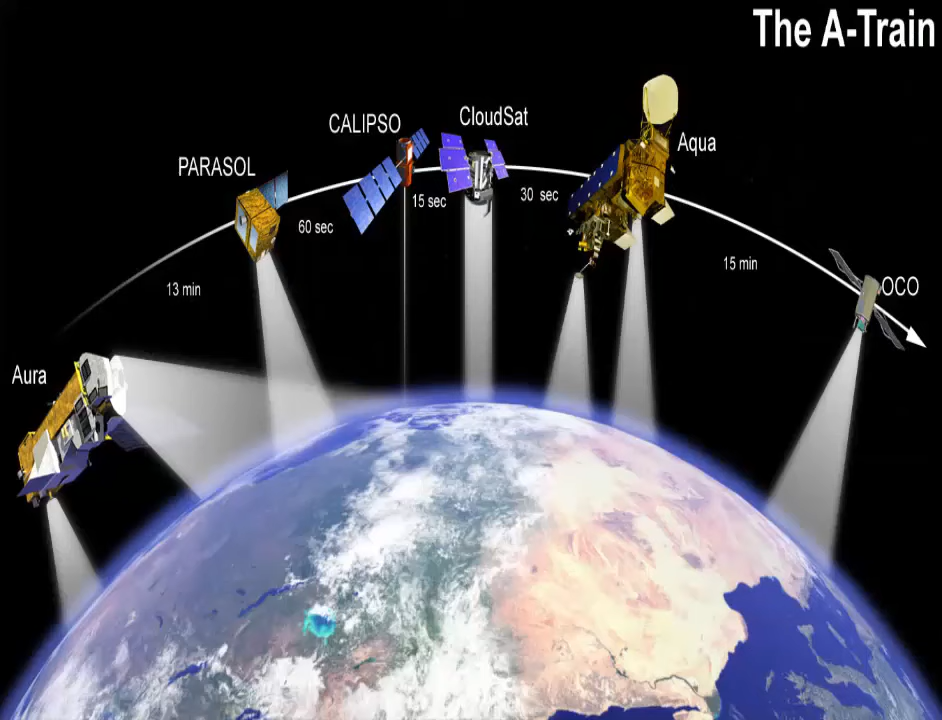 The A-Train
CloudSat
CALIPSO
Aqua
PARASOL
15 sec
30 sec
60 sec
15 min
13 min
OCO
Aura